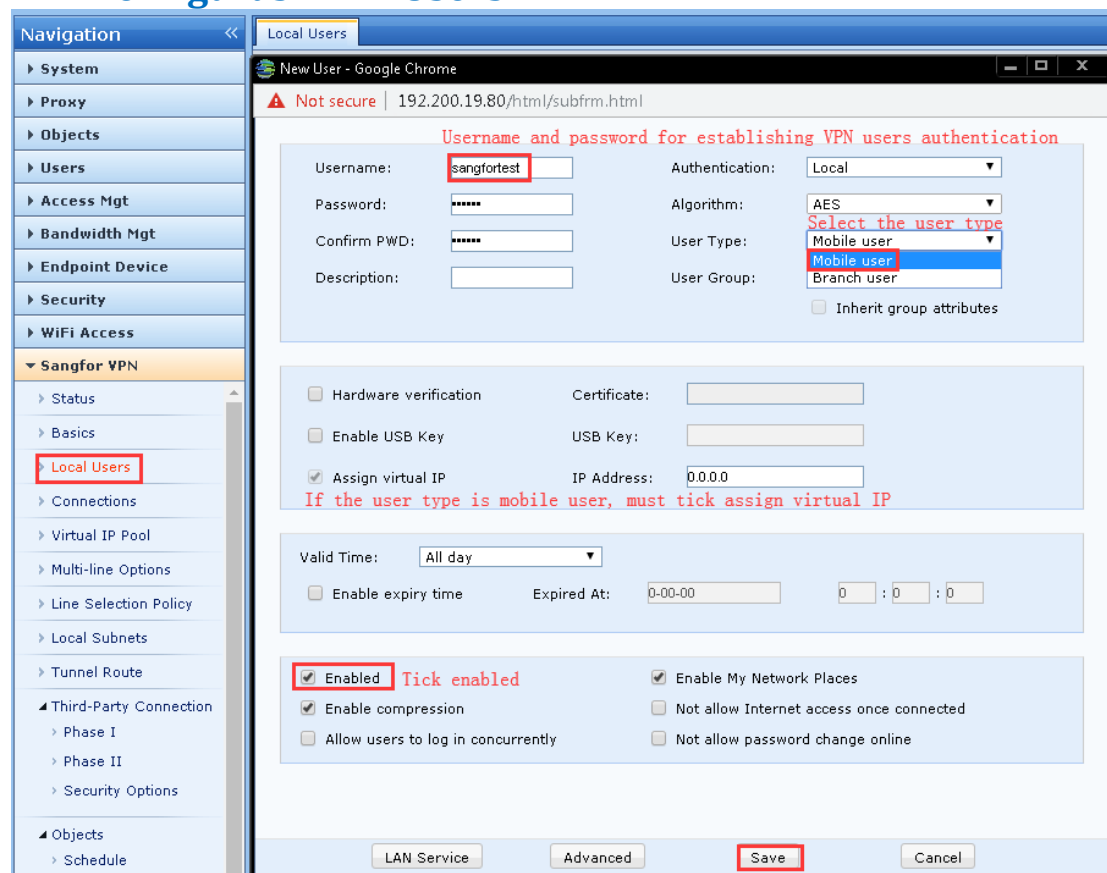 Navigation
Local Users
System
Proxy
Objects
Users
Access Mgt
Bandwidth Mgt
Endpoint Device
Security
WiFi Access
Sangfor VPN
Status
Basics
Local Users
Connections
Virtual IP Pool
Multi-line Options
Line Selection Policy
Local Subnets
Tunnel Route
Third-Party Connection
Phase I
Phase II
Security Options
Objects
Schedule
New User - Google Chrome
Not secure | 192.200.19.80/html/subfrm.html
Username and password for establishing VPN users authentication
Username: sangfortest Authentication: Local
Password: •••••• Algorithm: AES
Select the user type
Confirm PWD: •••••• User Type: Mobile user
Mobile user
Description: User Group: Branch user
Inherit group attributes
Hardware verification Certificate:
Enable USB Key USB Key:
Assign virtual IP IP Address: 0.0.0.0
If the user type is mobile user, must tick assign virtual IP
Valid Time: All day
Enable expiry time Expired At: 0-00-00 0 : 0 : 0
Enabled Tick enabled Enable My Network Places
Enable compression Not allow Internet access once connected
Allow users to log in concurrently Not allow password change online
LAN Service Advanced Save Cancel